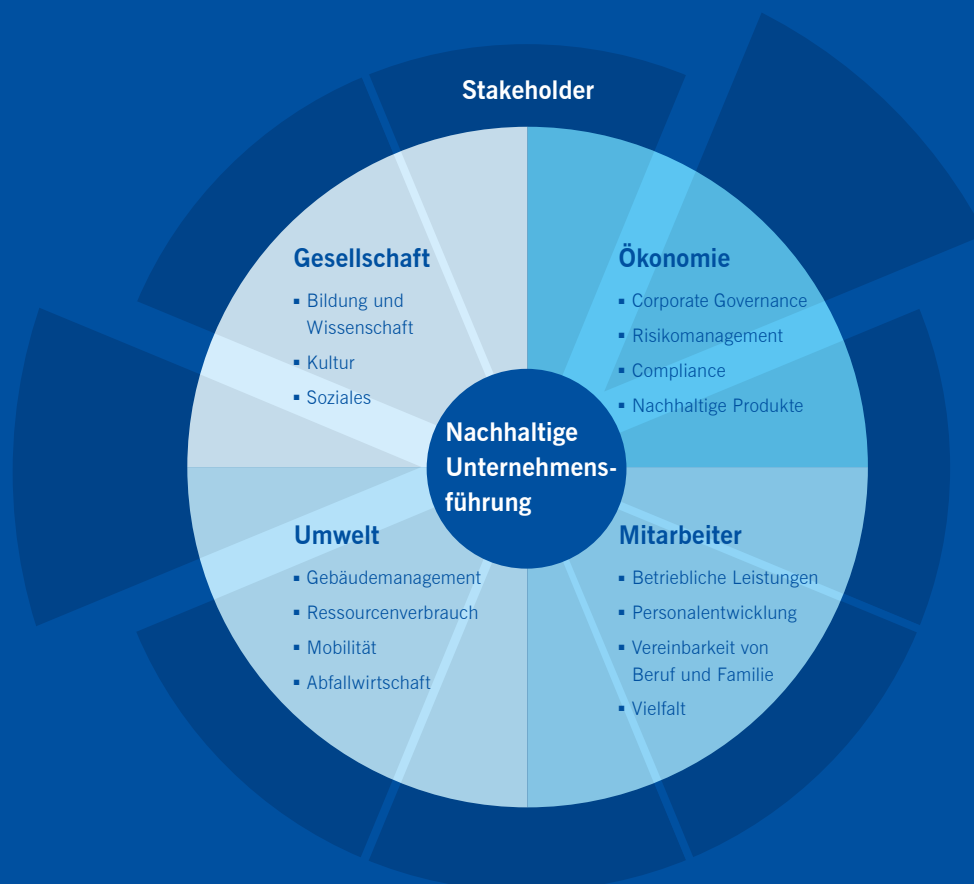 Stakeholder
Gesellschaft
▪ Bildung und
Wissenschaft
▪ Kultur
▪ Soziales
Ökonomie
▪ Corporate Governance
▪ Risikomanagement
▪ Compliance
▪ Nachhaltige Produkte
Nachhaltige
Unternehmens-
führung
Umwelt
▪ Gebäudemanagement
▪ Ressourcenverbrauch
▪ Mobilität
▪ Abfallwirtschaft
Mitarbeiter
▪ Betriebliche Leistungen
▪ Personalentwicklung
▪ Vereinbarkeit von
Beruf und Familie
▪ Vielfalt